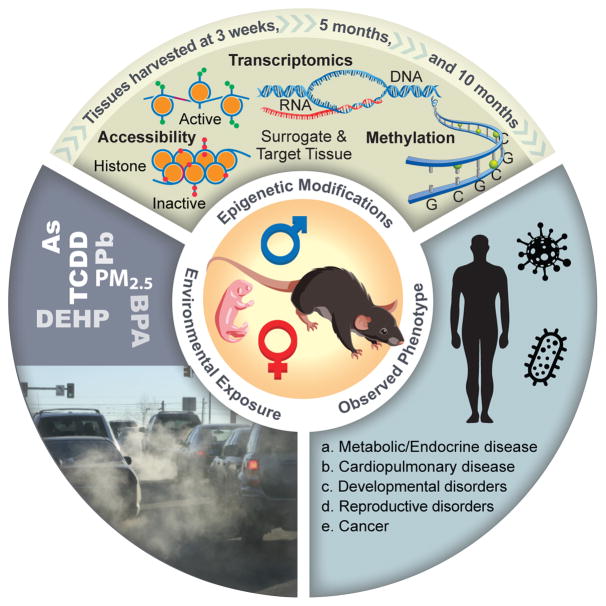 Tissues harvested at 3 weeks, 5 months, and 10 months
Transcriptomics
DNA
RNA
Active
Accessibility
Histone
Inactive
Surrogate &
Target Tissue
Methylation
C
G
G C G C
Epigenetic Modifications
Environmental Exposure
Observed Phenotype
As
TCDD
Pb
PM2.5
DEHP
BPA
a. Metabolic/Endocrine disease
b. Cardiopulmonary disease
c. Developmental disorders
d. Reproductive disorders
e. Cancer